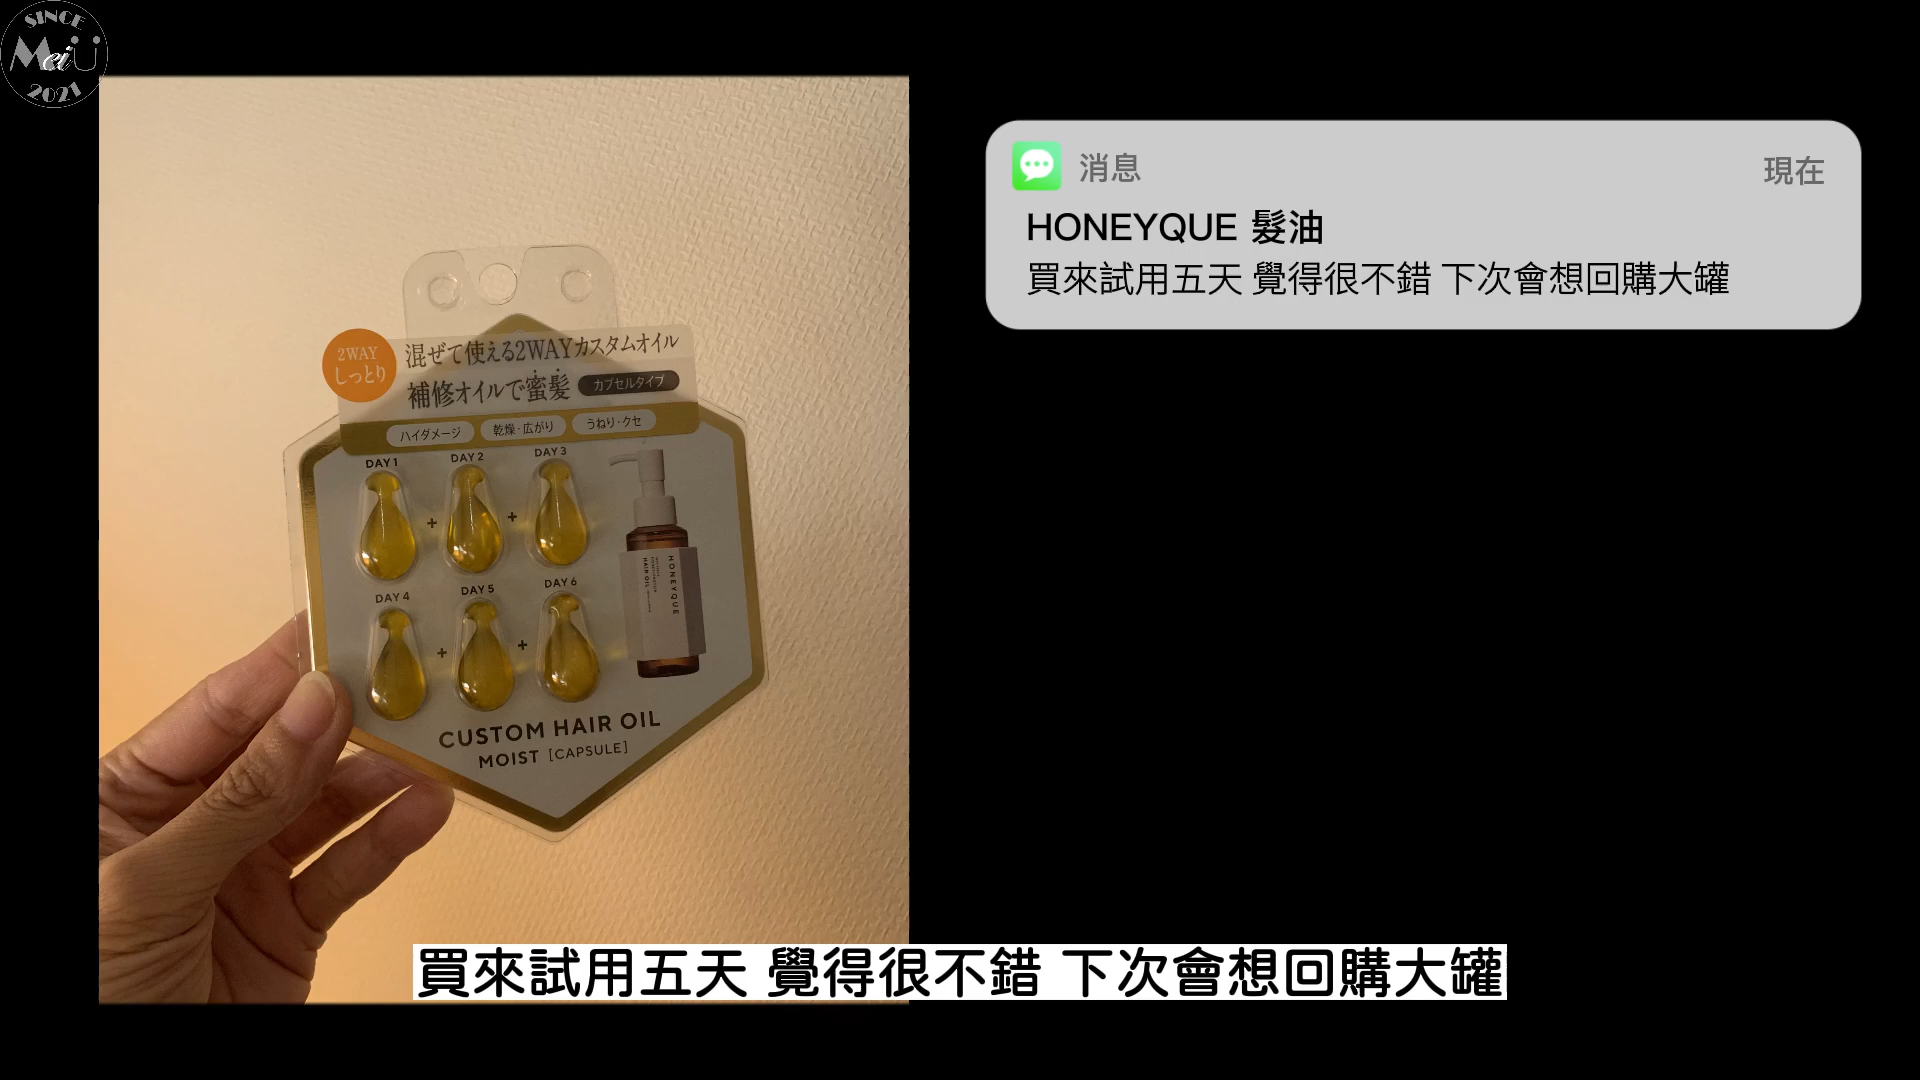 SINCE
MeiÜ
2021
消息
現在
HONEYQUE 髮油
買來試用五天 覺得很不錯 下次會想回購大罐
2WAY
しっとり
混ぜて使える2WAYカスタムオイル
補修オイルで蜜髪
カプセルタイプ
ハイダメージ
乾燥・広がり
うねり・クセ
DAY 1
DAY 2
DAY 3
+
+
DAY 4
DAY 5
DAY 6
+
+
HONEYQUE
HAIR OIL
CUSTOM HAIR OIL
MOIST [CAPSULE]
買來試用五天 覺得很不錯 下次會想回購大罐